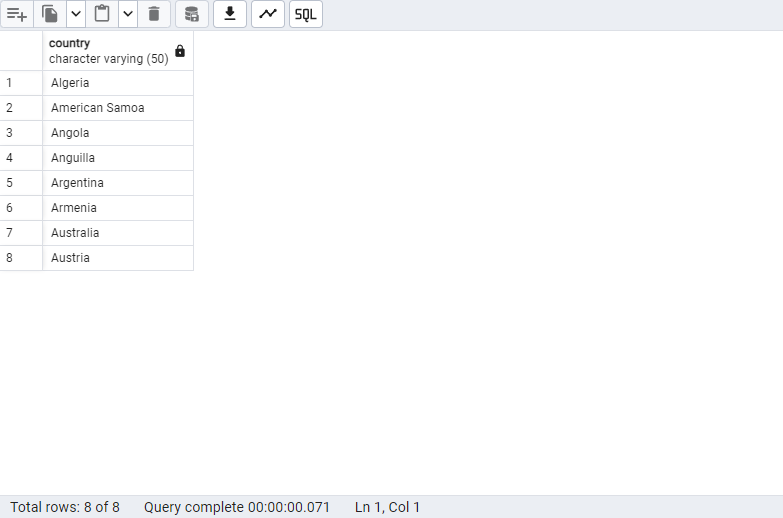 SQL
country
character varying (50)
1 Algeria
2 American Samoa
3 Angola
4 Anguilla
5 Argentina
6 Armenia
7 Australia
8 Austria
Total rows: 8 of 8 Query complete 00:00:00.071 Ln 1, Col 1